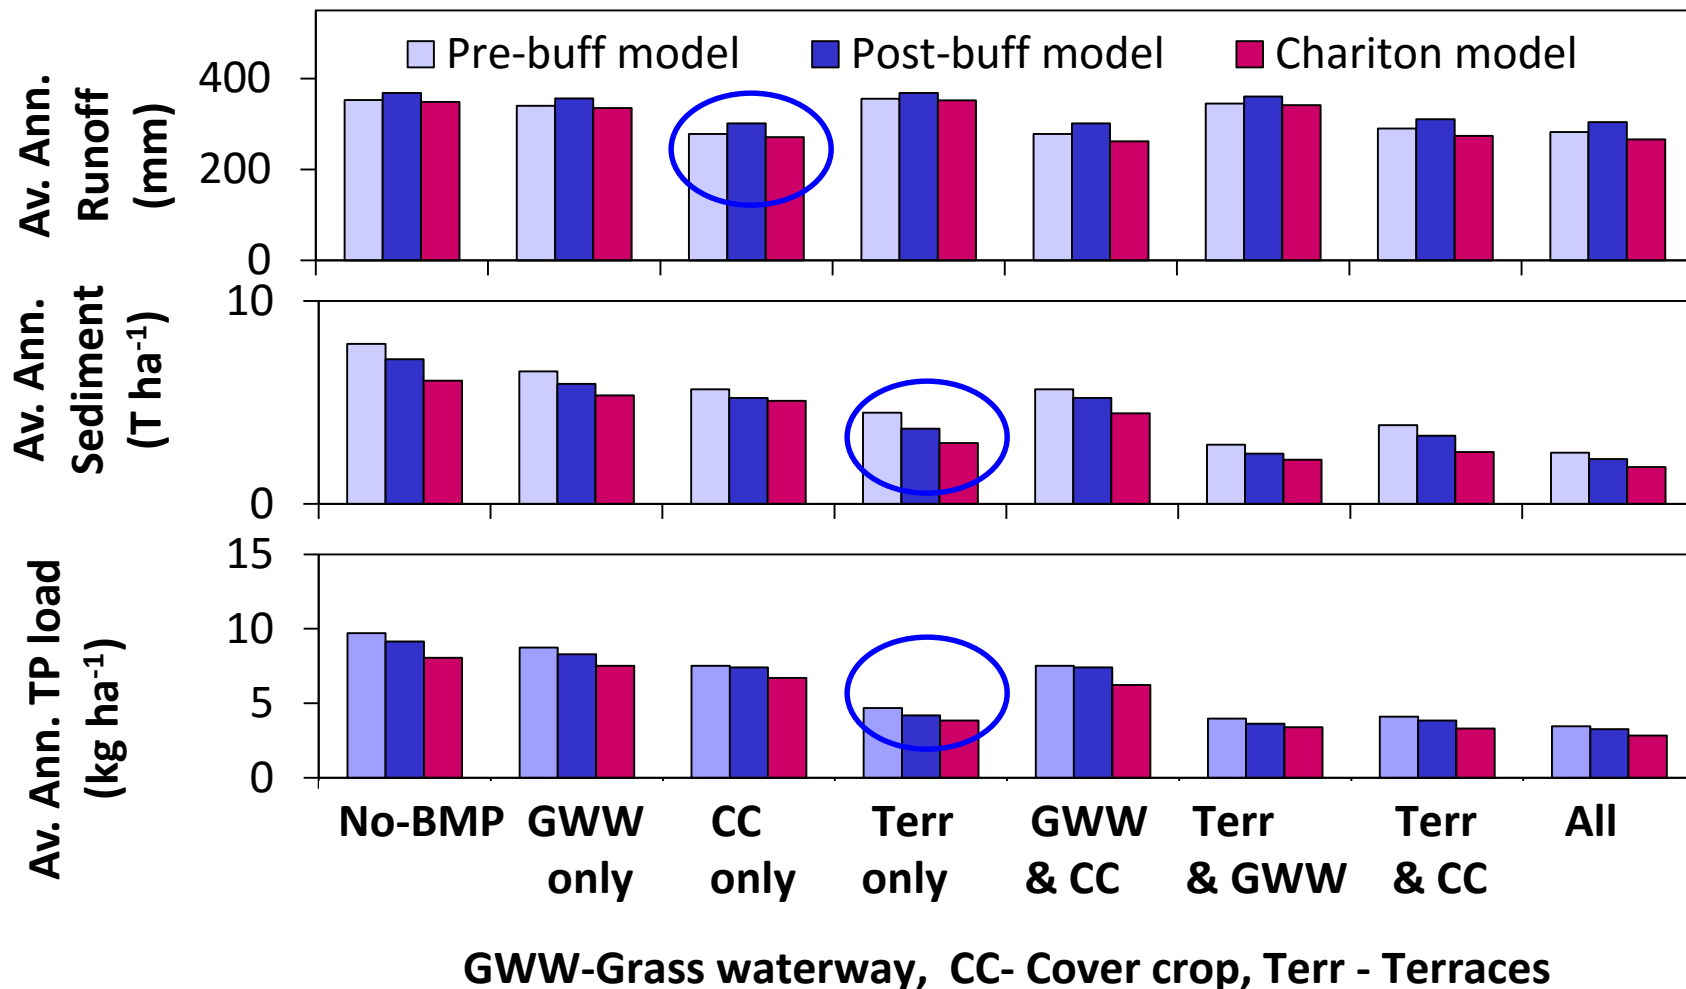 Pre-buff model
Post-buff model
Chariton model
Av. Ann.
Runoff
(mm)
400
200
0
Av. Ann.
Sediment
(T ha-1)
10
0
Av. Ann. TP load
(kg ha-1)
15
10
5
0
No-BMP
GWW
only
CC
only
Terr
only
GWW
& CC
Terr
& GWW
Terr
& CC
All
GWW-Grass waterway,  CC- Cover crop, Terr - Terraces